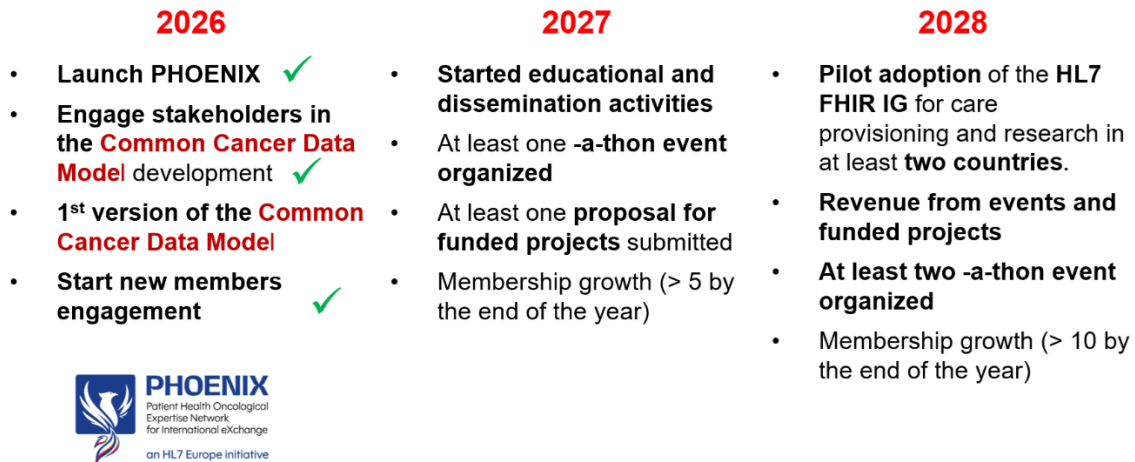 2026
• Launch PHOENIX ✓
• Engage stakeholders in
the Common Cancer Data
Model development ✓
• 1st version of the Common
Cancer Data Model
• Start new members
engagement ✓
2027
• Started educational and
dissemination activities
• At least one -a-thon event
organized
• At least one proposal for
funded projects submitted
• Membership growth (> 5 by
the end of the year)
2028
• Pilot adoption of the HL7
FHIR IG for care
provisioning and research in
at least two countries.
• Revenue from events and
funded projects
• At least two -a-thon event
organized
• Membership growth (> 10 by
the end of the year)
PHOENIX
Patient Health Oncological
Expertise Network
for International eXchange
an HL7 Europe initiative